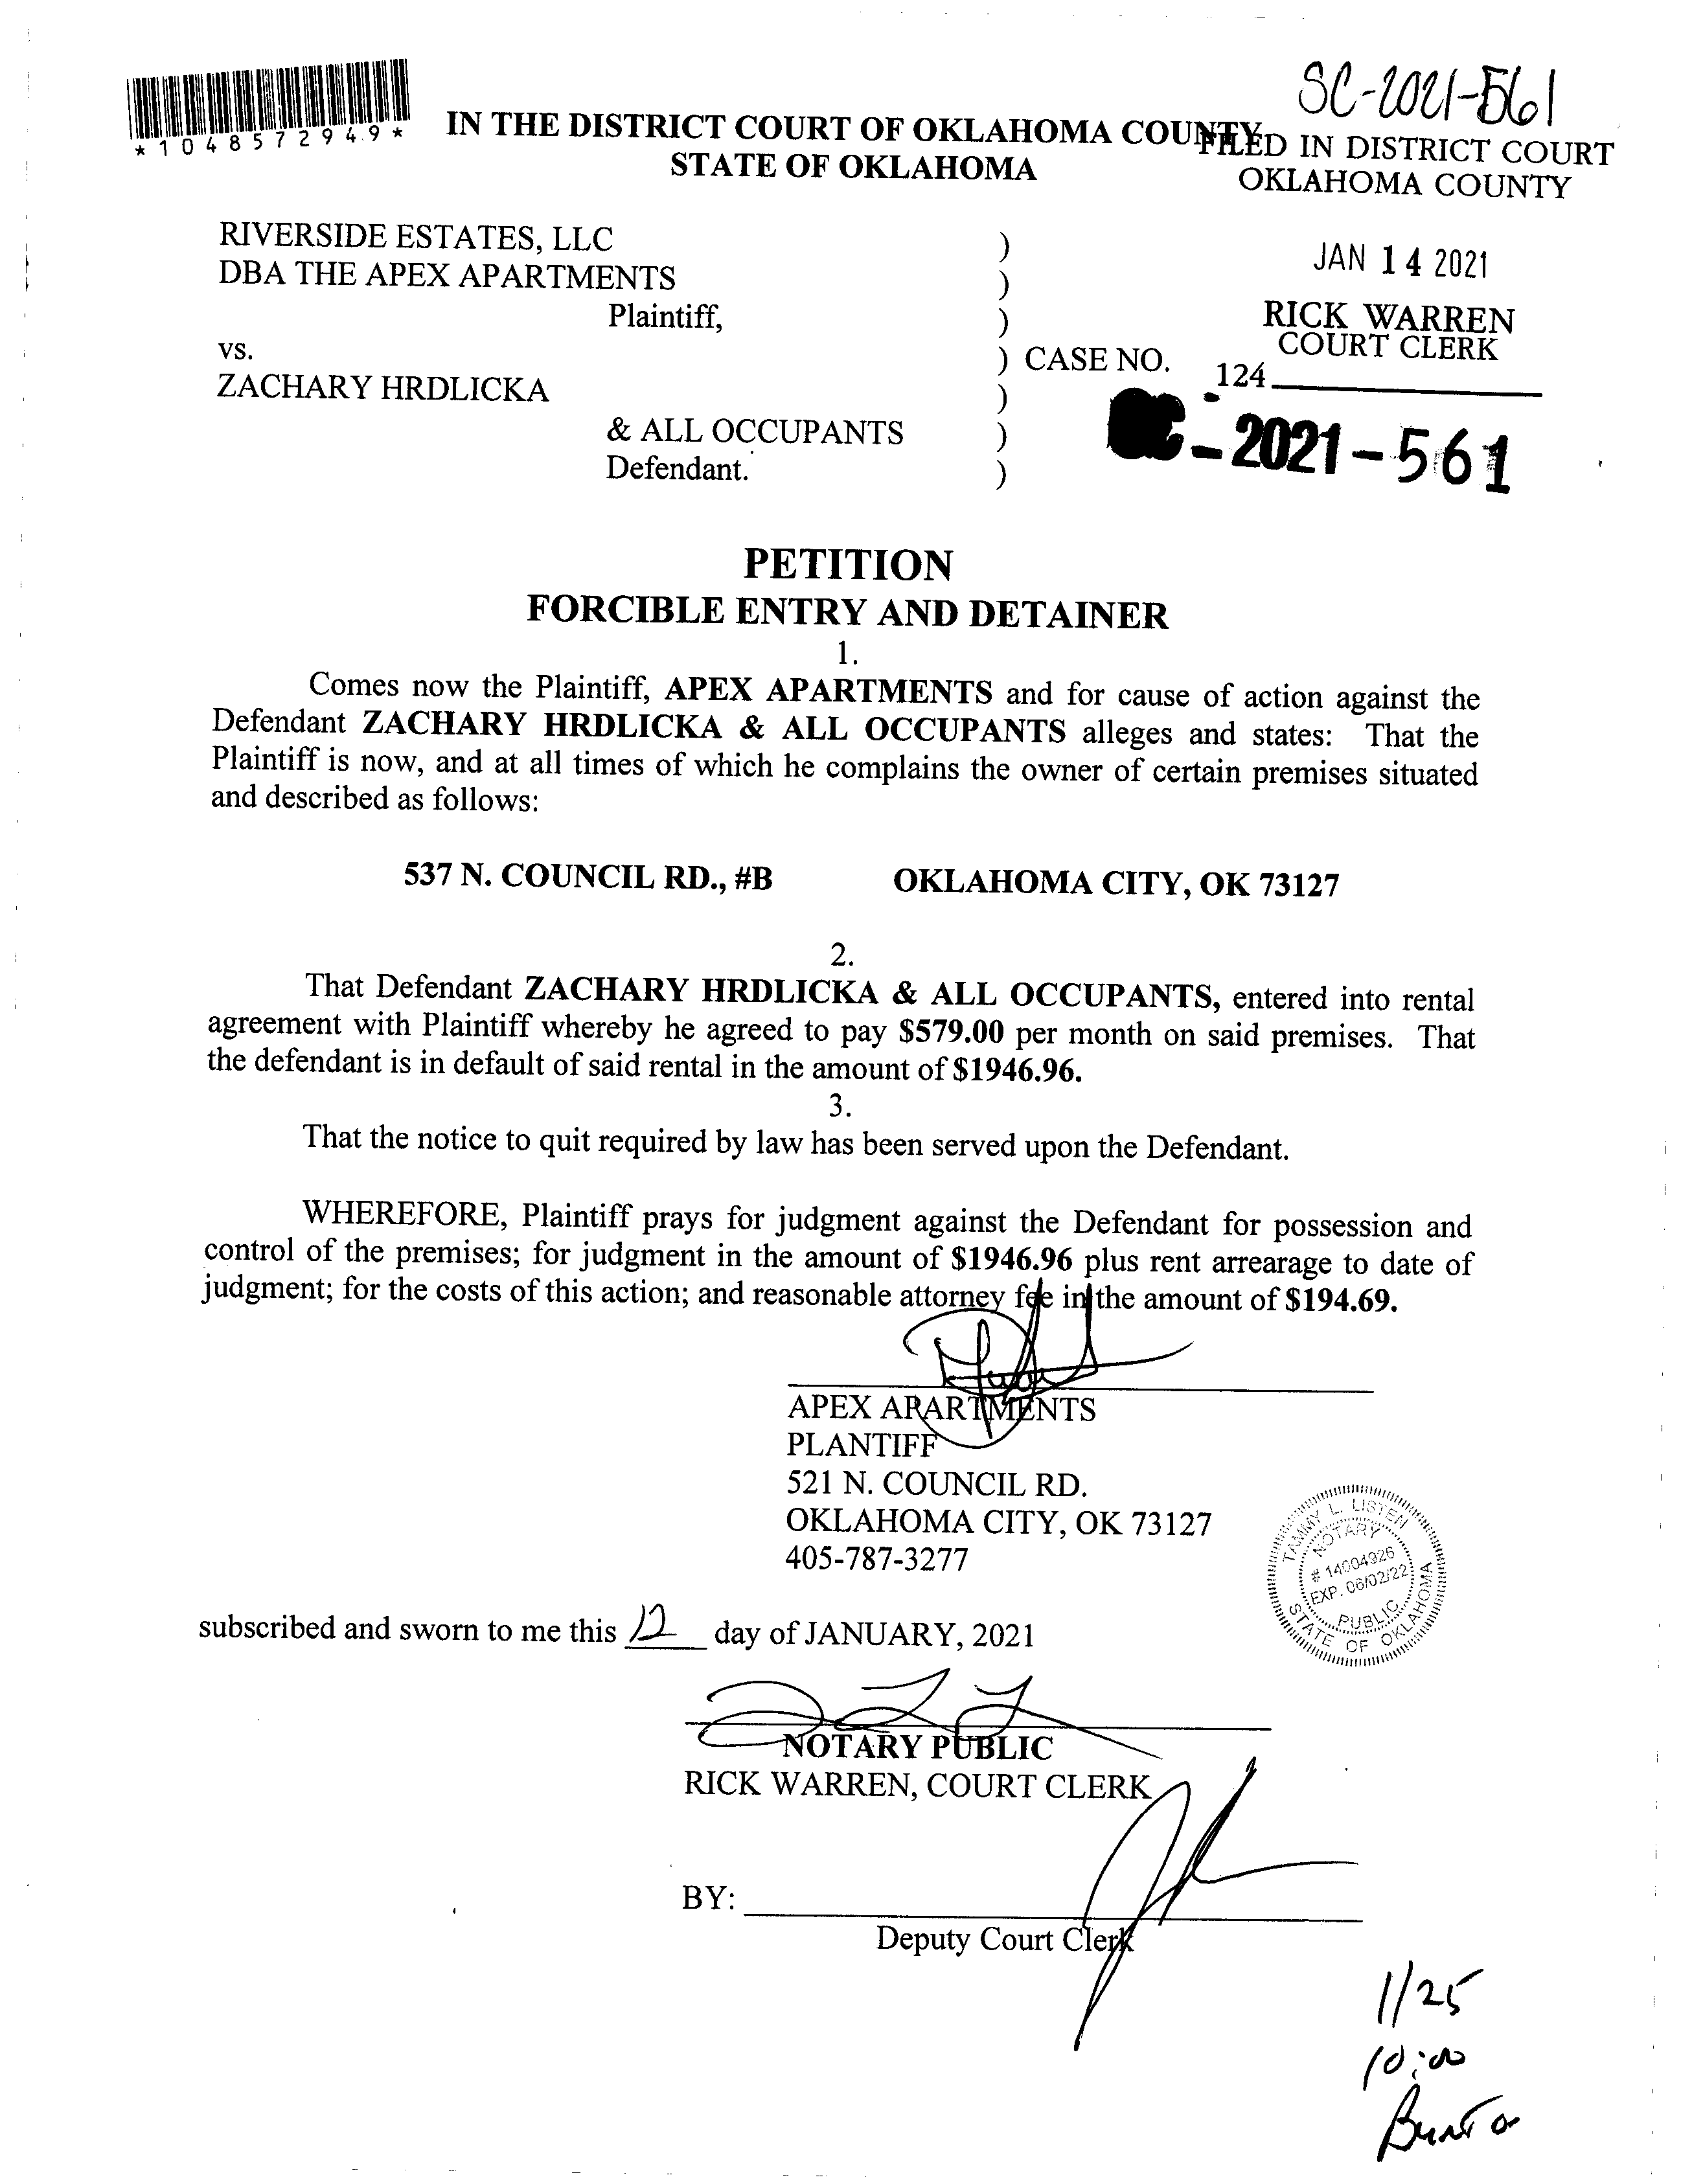 SC-2021-561
*1048572949*
IN THE DISTRICT COURT OF OKLAHOMA COUNTY
STATE OF OKLAHOMA
FILED IN DISTRICT COURT
OKLAHOMA COUNTY
JAN 14 2021
RICK WARREN
COURT CLERK
124
RIVERSIDE ESTATES, LLC )
DBA THE APEX APARTMENTS )
Plaintiff, )
vs. ) CASE NO.
ZACHARY HRDLICKA )
& ALL OCCUPANTS )
Defendant. )
SC-2021-561
PETITION
FORCIBLE ENTRY AND DETAINER
1.
Comes now the Plaintiff, APEX APARTMENTS and for cause of action against the
Defendant ZACHARY HRDLICKA & ALL OCCUPANTS alleges and states: That the
Plaintiff is now, and at all times of which he complains the owner of certain premises situated
and described as follows:
537 N. COUNCIL RD., #B OKLAHOMA CITY, OK 73127
2.
That Defendant ZACHARY HRDLICKA & ALL OCCUPANTS, entered into rental
agreement with Plaintiff whereby he agreed to pay $579.00 per month on said premises. That
the defendant is in default of said rental in the amount of $1946.96.
3.
That the notice to quit required by law has been served upon the Defendant.
WHEREFORE, Plaintiff prays for judgment against the Defendant for possession and
control of the premises; for judgment in the amount of $1946.96 plus rent arrearage to date of
judgment; for the costs of this action; and reasonable attorney fee in the amount of $194.69.
APEX APARTMENTS
PLANTIFF
521 N. COUNCIL RD.
OKLAHOMA CITY, OK 73127
405-787-3277
TAMMY L. LISTEN
NOTARY
# 14004926
EXP. 06/02/22
PUBLIC
STATE OF OKLAHOMA
subscribed and sworn to me this 12 day of JANUARY, 2021
NOTARY PUBLIC
RICK WARREN, COURT CLERK
BY:
Deputy Court Clerk
1/25
10:00